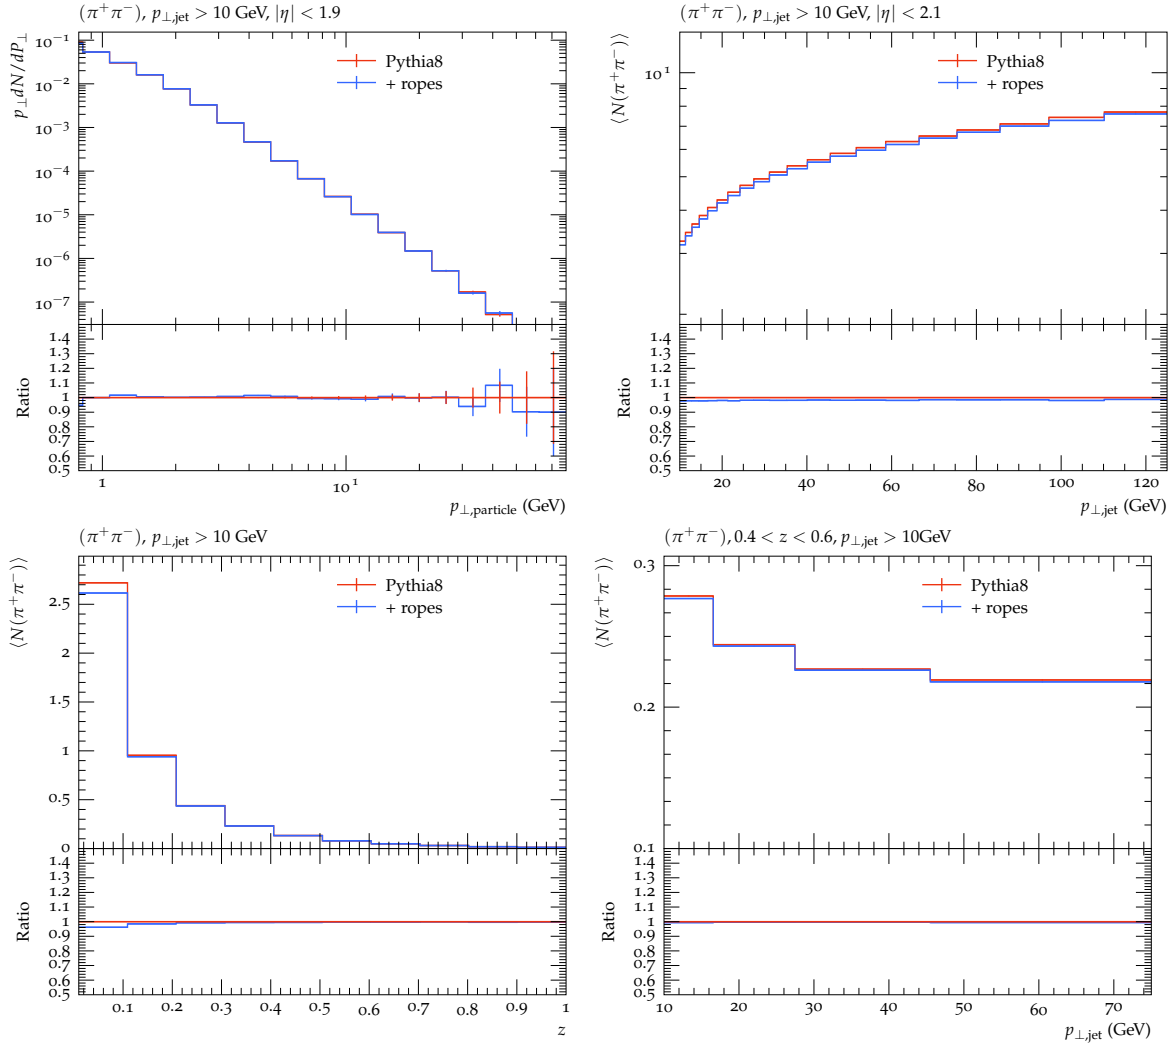 (π⁺π⁻), p⊥,jet > 10 GeV, |η| < 1.9
p⊥dN/dP⊥
10⁻¹
10⁻²
10⁻³
10⁻⁴
10⁻⁵
10⁻⁶
10⁻⁷
Pythia8
+ ropes
Ratio
1.4
1.3
1.2
1.1
1
0.9
0.8
0.7
0.6
0.5
1
10¹
p⊥,particle (GeV)
(π⁺π⁻), p⊥,jet > 10 GeV, |η| < 2.1
⟨N(π⁺π⁻)⟩
10¹
Pythia8
+ ropes
Ratio
1.4
1.3
1.2
1.1
1
0.9
0.8
0.7
0.6
0.5
20 40 60 80 100 120
p⊥,jet (GeV)
(π⁺π⁻), p⊥,jet > 10 GeV
⟨N(π⁺π⁻)⟩
2.5
2
1.5
1
0.5
0
Pythia8
+ ropes
Ratio
1.4
1.3
1.2
1.1
1
0.9
0.8
0.7
0.6
0.5
0.1 0.2 0.3 0.4 0.5 0.6 0.7 0.8 0.9 1
z
(π⁺π⁻), 0.4 < z < 0.6, p⊥,jet > 10GeV
⟨N(π⁺π⁻)⟩
0.3
0.2
0.1
Pythia8
+ ropes
Ratio
1.4
1.3
1.2
1.1
1
0.9
0.8
0.7
0.6
0.5
10 20 30 40 50 60 70
p⊥,jet (GeV)